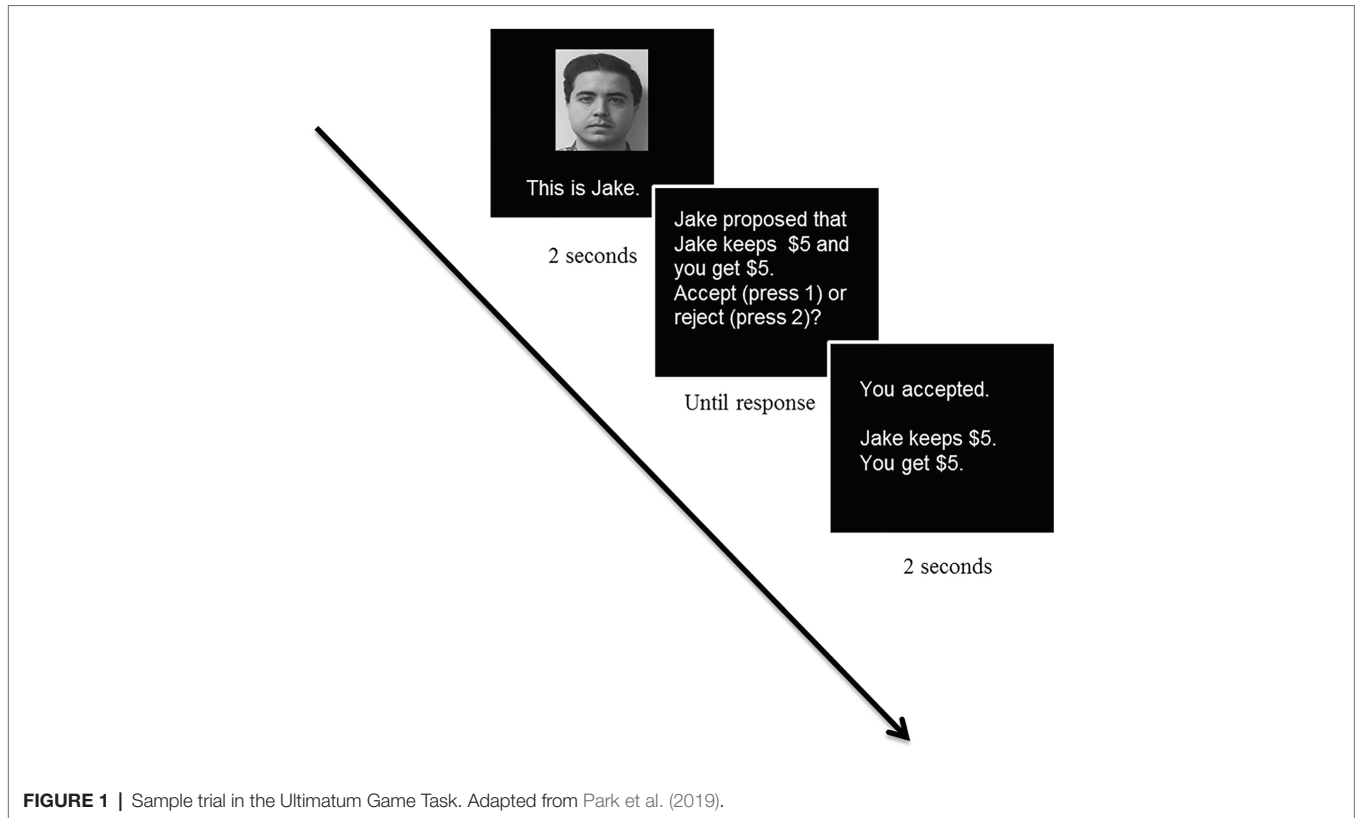 This is Jake.
2 seconds
Jake proposed that
Jake keeps $5 and
you get $5.
Accept (press 1) or
reject (press 2)?
Until response
You accepted.
Jake keeps $5.
You get $5.
2 seconds
FIGURE 1 | Sample trial in the Ultimatum Game Task. Adapted from Park et al. (2019).